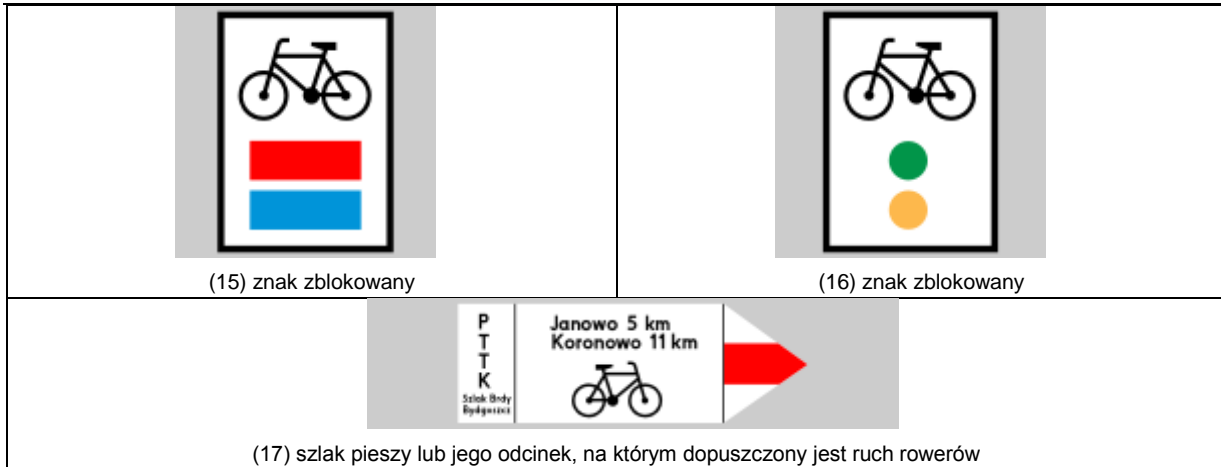 (15) znak zblokowany
(16) znak zblokowany
P
T
T
K
Szlak Brdy
Bydgoszcz
Janowo 5 km
Koronowo 11 km
(17) szlak pieszy lub jego odcinek, na którym dopuszczony jest ruch rowerów